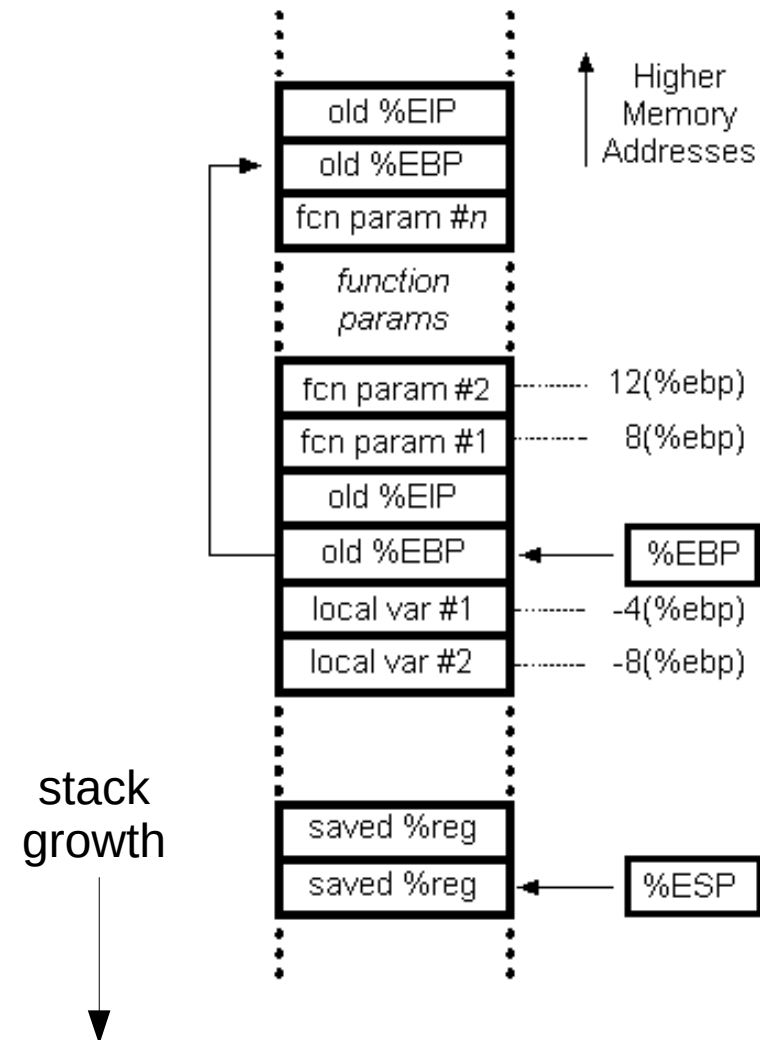 Higher
Memory
Addresses
old %EIP
old %EBP
fcn param #n
function
params
fcn param #2
12(%ebp)
fcn param #1
8(%ebp)
old %EIP
old %EBP
%EBP
local var #1
-4(%ebp)
local var #2
-8(%ebp)
stack
growth
saved %reg
saved %reg
%ESP